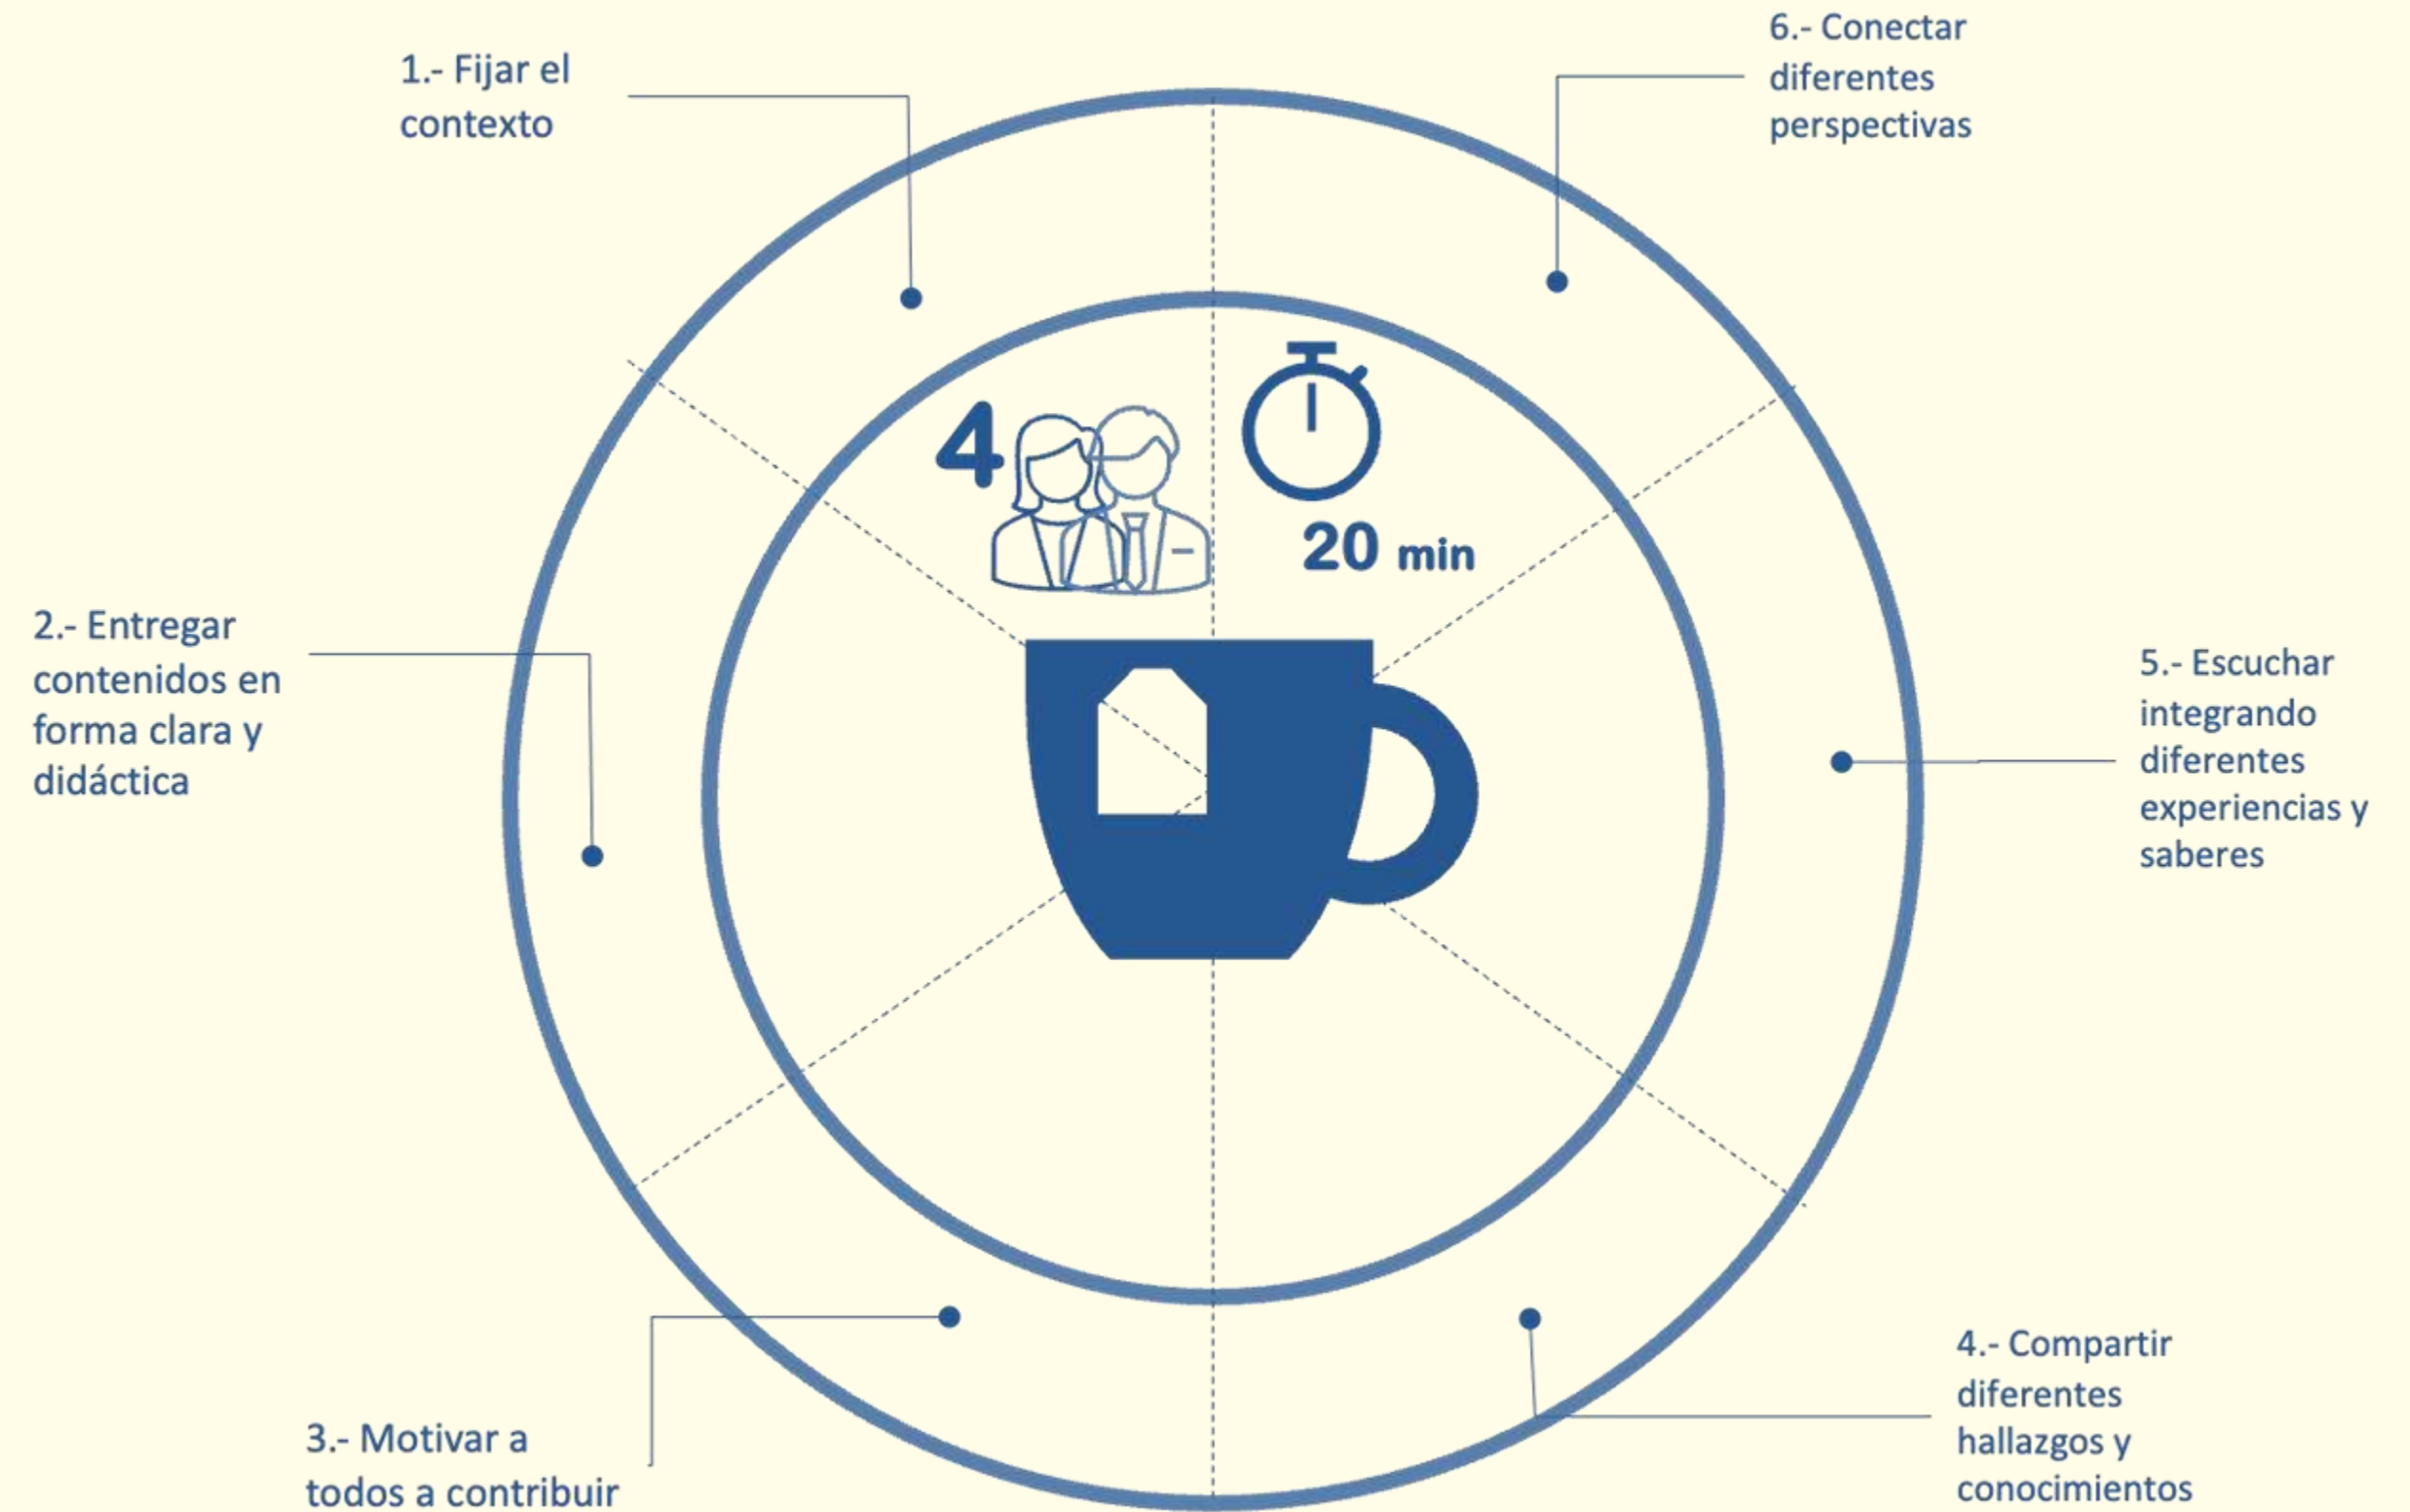 1.- Fijar el
contexto
2.- Entregar
contenidos en
forma clara y
didáctica
3.- Motivar a
todos a contribuir
4.- Compartir
diferentes
hallazgos y
conocimientos
5.- Escuchar
integrando
diferentes
experiencias y
saberes
6.- Conectar
diferentes
perspectivas
4
20 min